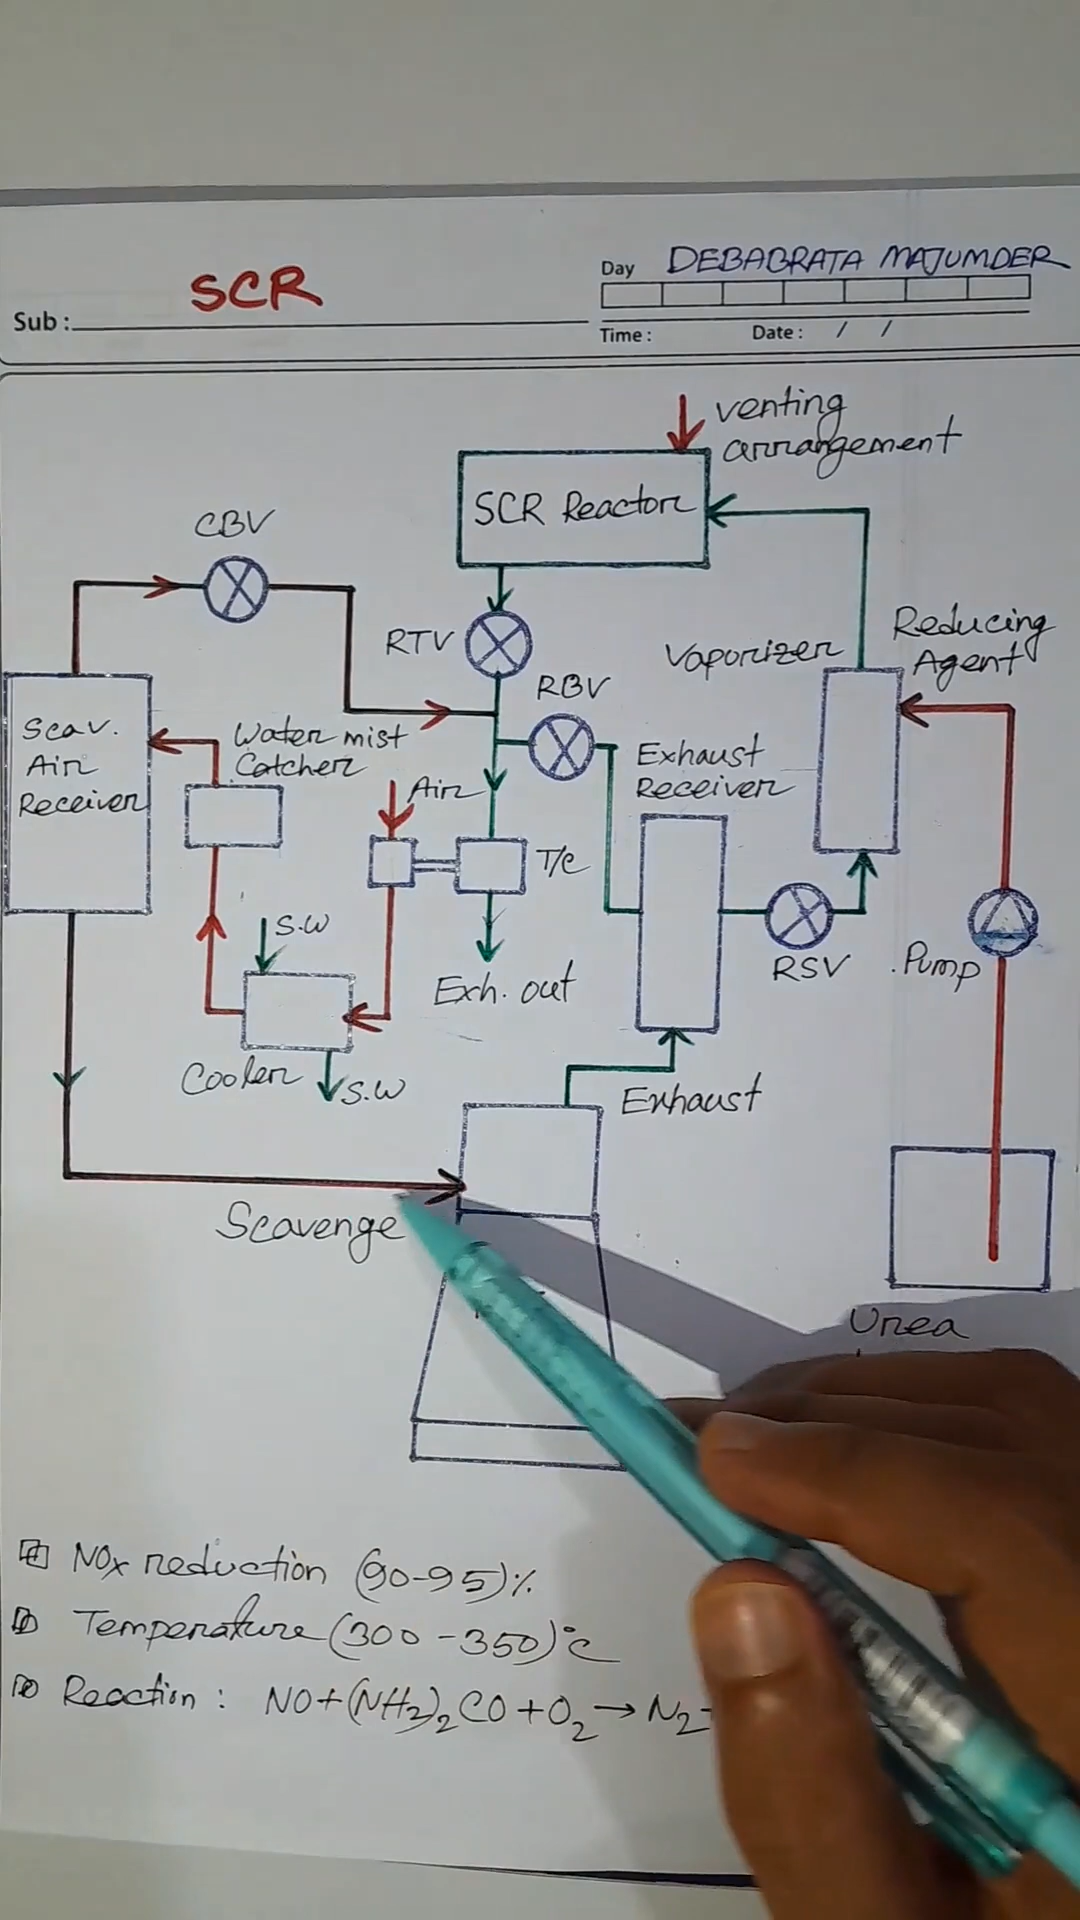 SCR
Sub :
Day
DEBABRATA MAJUMDER
Time :
Date : / /
venting
arrangement
SCR Reactor
CBV
RTV
RBV
Reducing
Agent
Vaporizer
Scav.
Air
Receiver
Water mist
Catcher
Air
Exhaust
Receiver
T/C
S.W
Exh. out
RSV
Pump
Cooler
S.W
Exhaust
Scavenge
Urea
NOx reduction (90-95)%
Temperature (300-350)°C
Reaction : NO+(NH2)2CO+O2→N2